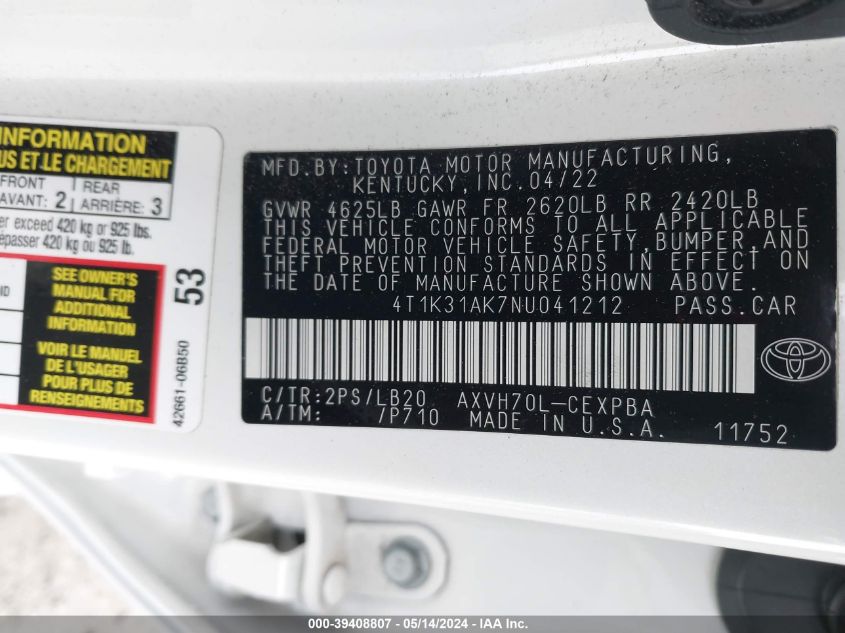 INFORMATION
US ET LE CHARGEMENT
FRONT
AVANT: 2
REAR
ARRIÈRE: 3
er exceed 420 kg or 925 lbs.
épasser 420 kg ou 925 lb.
SEE OWNER'S
MANUAL FOR
ADDITIONAL
INFORMATION
VOIR LE MANUEL
DE L'USAGER
POUR PLUS DE
RENSEIGNEMENTS
53
42661-06B50
MFD. BY: TOYOTA MOTOR MANUFACTURING,
KENTUCKY, INC. 04/22
GVWR 4625LB GAWR FR 2620LB RR 2420LB
THIS VEHICLE CONFORMS TO ALL APPLICABLE
FEDERAL MOTOR VEHICLE SAFETY, BUMPER, AND
THEFT PREVENTION STANDARDS IN EFFECT ON
THE DATE OF MANUFACTURE SHOWN ABOVE.
4T1K31AK7NU041212 PASS.CAR
C/TR: 2PS/LB20 AXVH70L-CEXPBA
A/TM: /P710 MADE IN U.S.A. 11752
000-39408807 - 05/14/2024 - IAAI.com